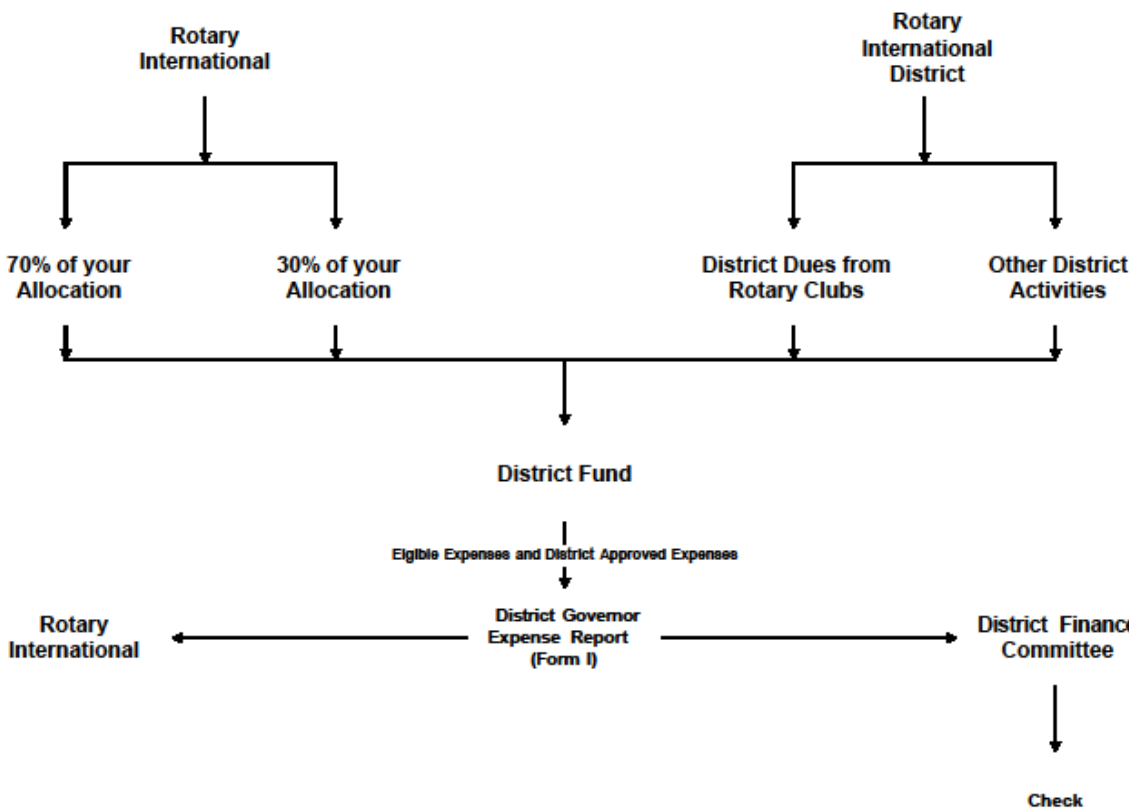 Rotary
International
Rotary
International
District
70% of your
Allocation
30% of your
Allocation
District Dues from
Rotary Clubs
Other District
Activities
District Fund
Elgible Expenses and District Approved Expenses
Rotary
International
District Governor
Expense Report
(Form I)
District Finance
Committee
Check